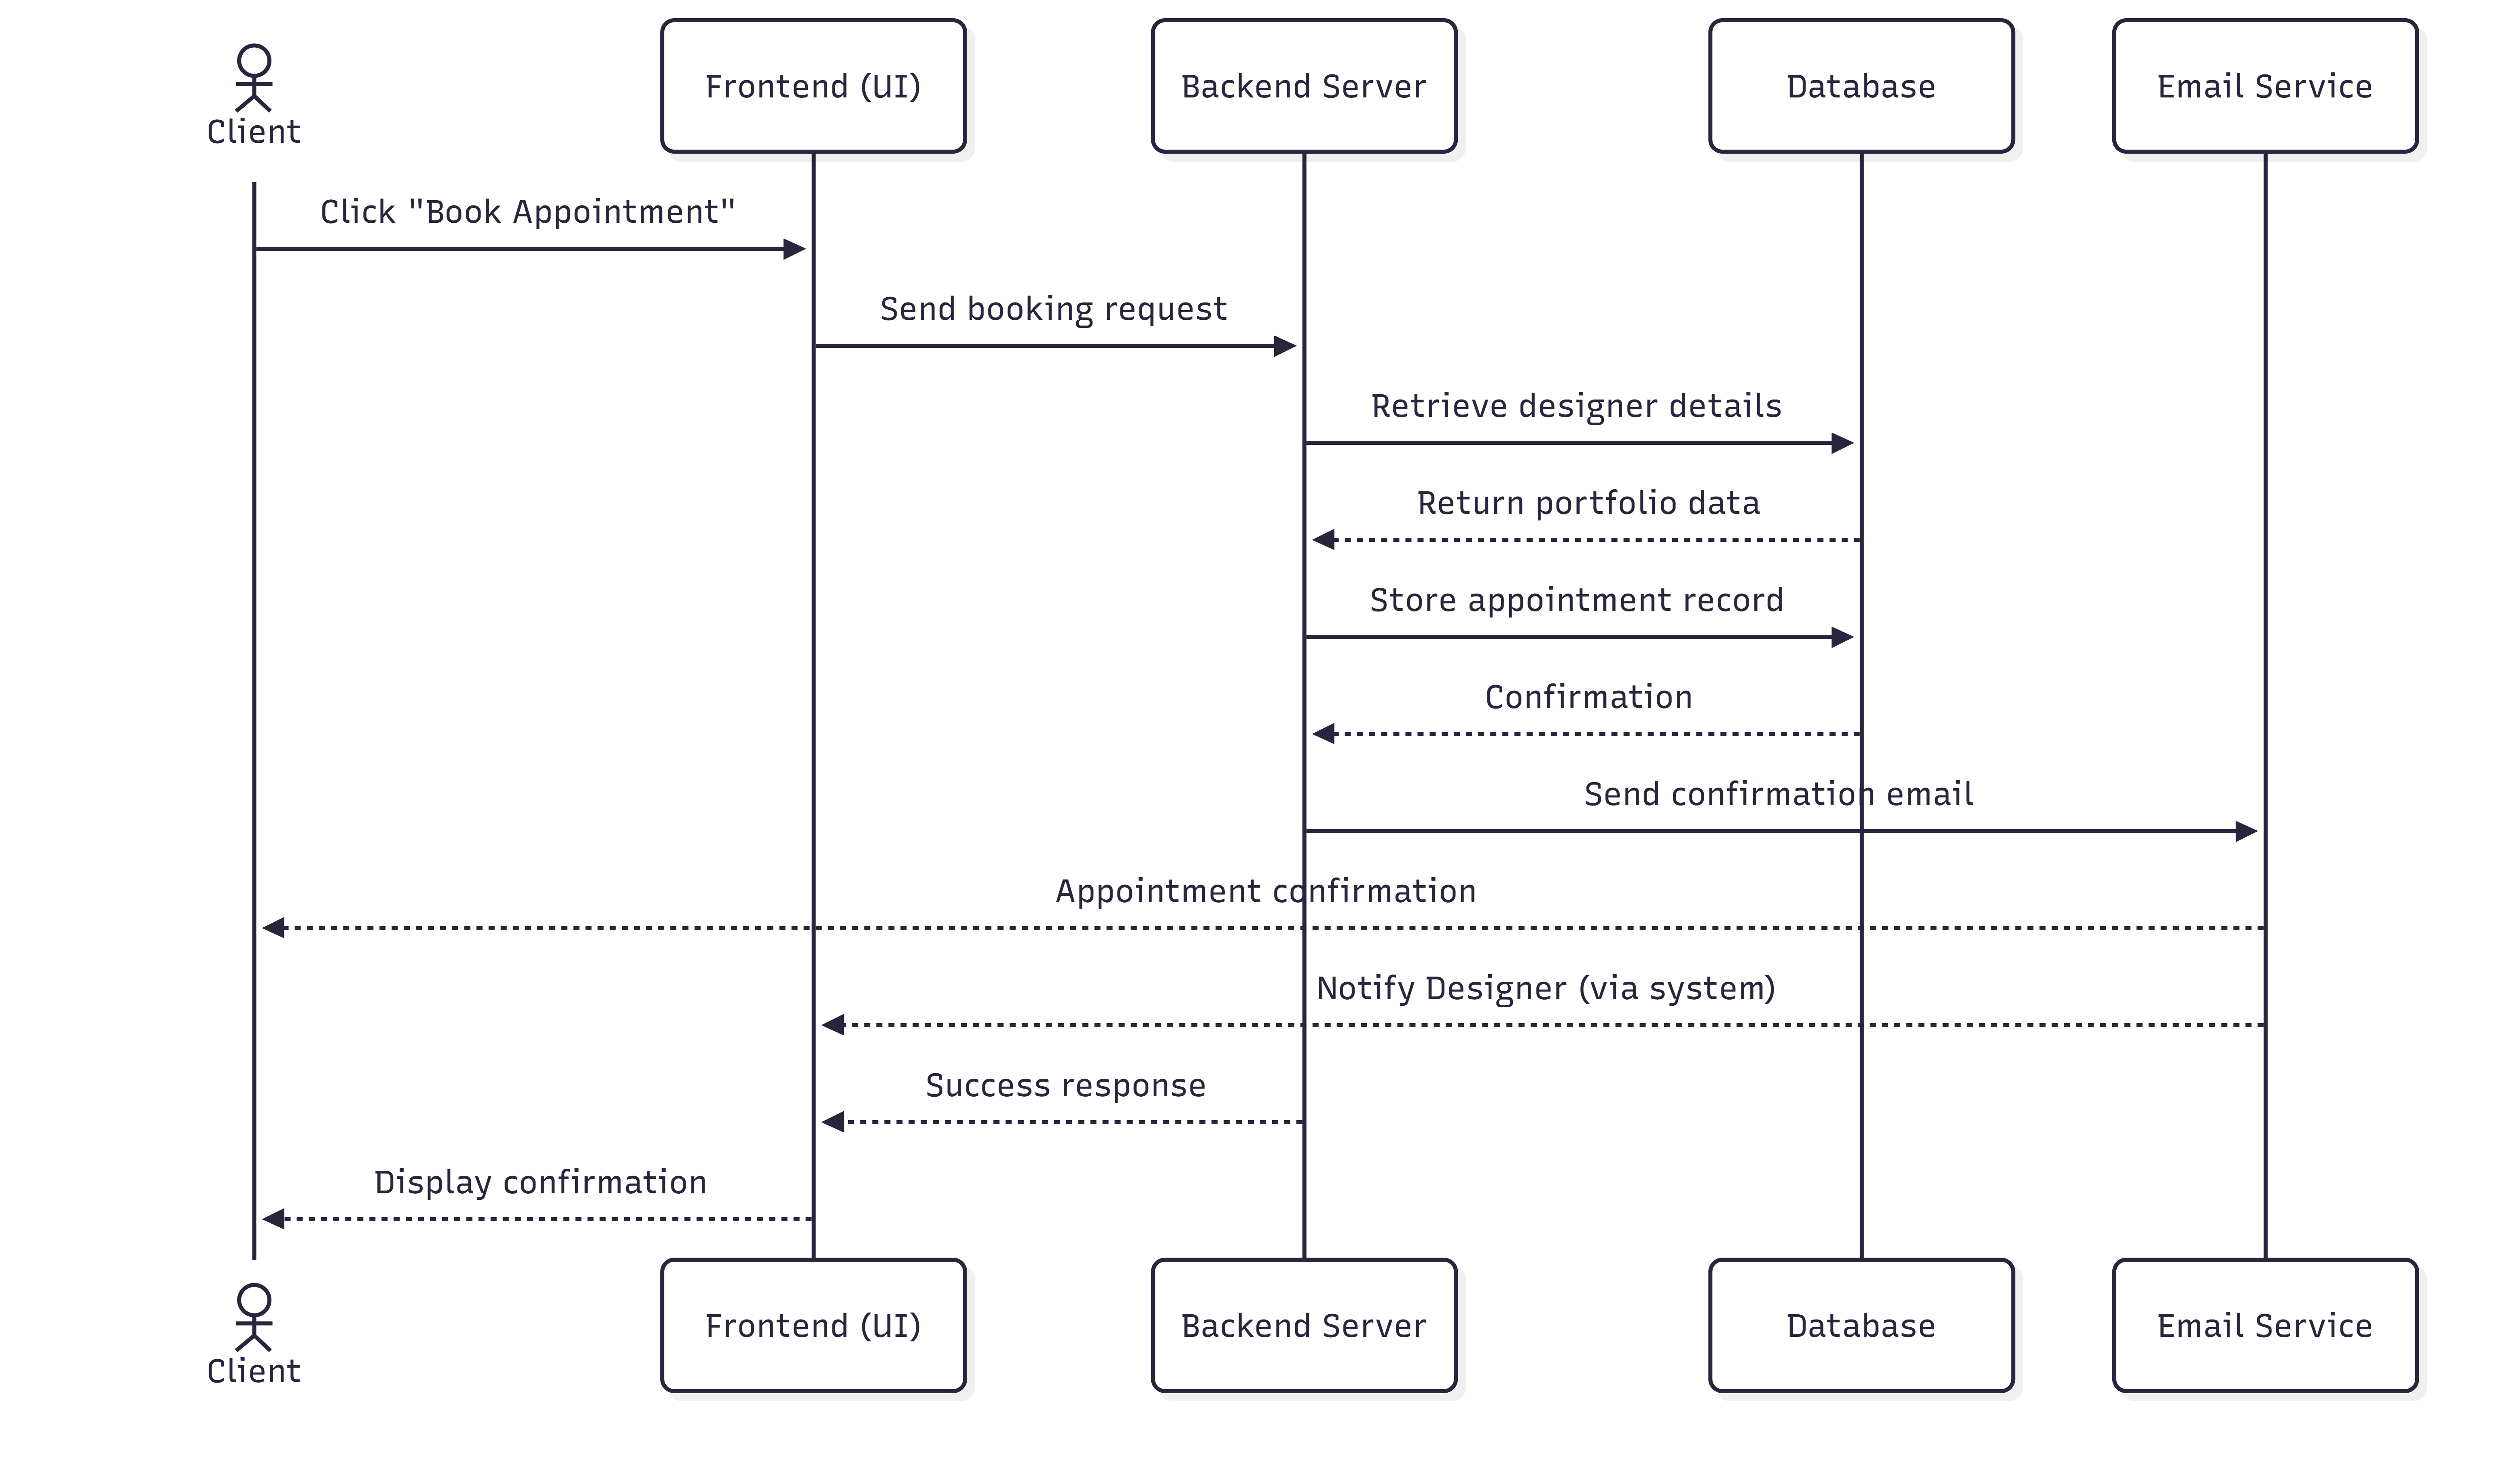 Client
Frontend (UI)
Backend Server
Database
Email Service
Click "Book Appointment"
Send booking request
Retrieve designer details
Return portfolio data
Store appointment record
Confirmation
Send confirmation email
Appointment confirmation
Notify Designer (via system)
Success response
Display confirmation
Client
Frontend (UI)
Backend Server
Database
Email Service